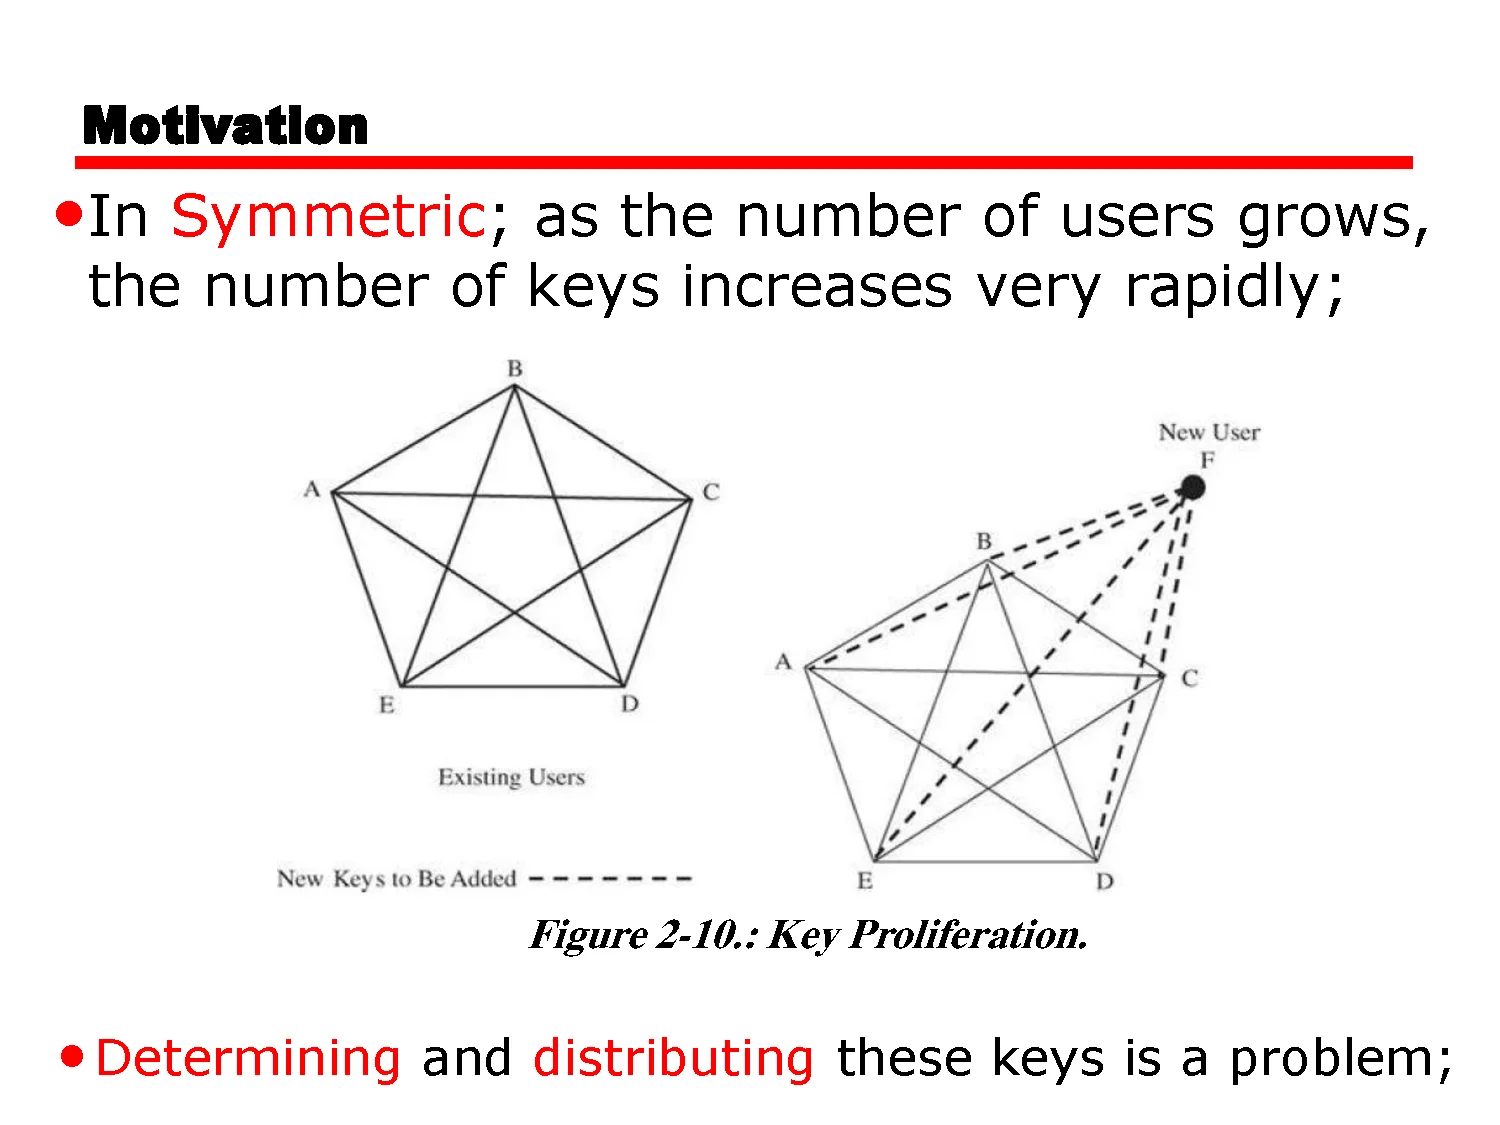 Motivation
•In Symmetric; as the number of users grows,
the number of keys increases very rapidly;
B
A
C
E
D
Existing Users
New User
F
B
A
C
E
D
New Keys to Be Added
Figure 2-10.: Key Proliferation.
•Determining and distributing these keys is a problem;